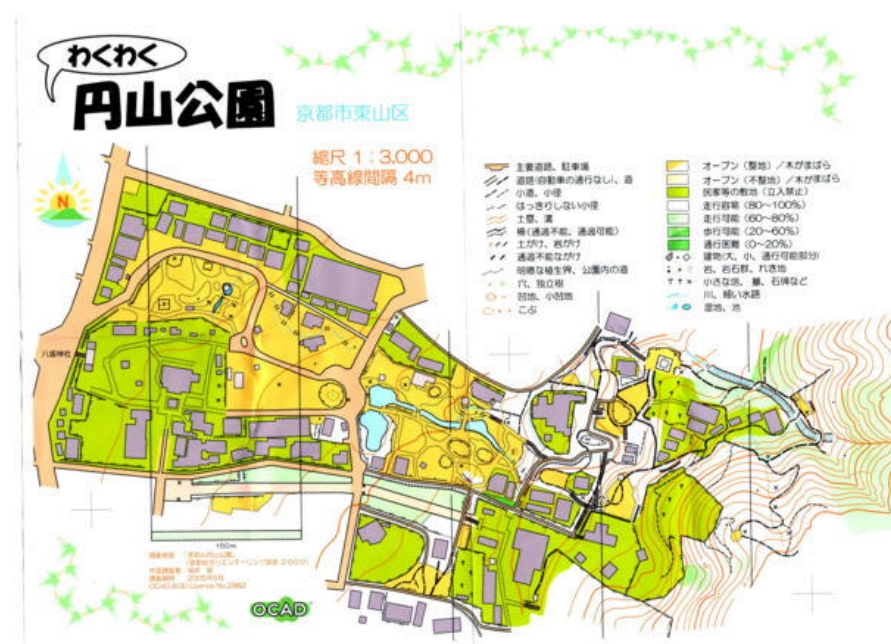 わくわく
円山公園
京都市東山区
縮尺 1：3,000
等高線間隔 4m
N
主要道路、駐車場
道路(自動車の通行なし)、道
小道、小径
はっきりしない小径
土塁、溝
柵(通過不能、通過可能)
土がけ、岩がけ
通過不能ながけ
明瞭な植生界、公園内の道
穴、独立樹
凹地、小凹地
こぶ
オープン（整地）／木がまばら
オープン（不整地）／木がまばら
民家等の敷地（立入禁止）
走行容易（80～100%）
走行可能（60～80%）
歩行可能（20～60%）
通行困難（0～20%）
建物(大、小、通行可能部分)
岩、岩石群、れき地
小さな塔、墓、石碑など
川、細い水路
湿地、池
八坂神社
150m
OCAD